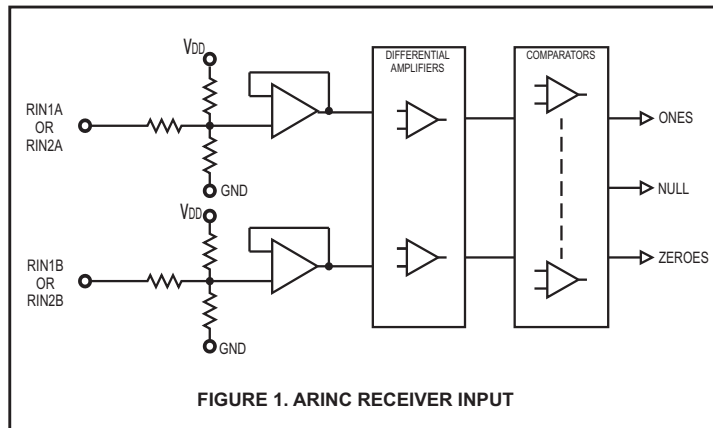 VDD
DIFFERENTIAL
AMPLIFIERS
COMPARATORS
RIN1A
OR
RIN2A
ONES
GND
NULL
VDD
RIN1B
OR
RIN2B
ZEROES
GND
FIGURE 1. ARINC RECEIVER INPUT